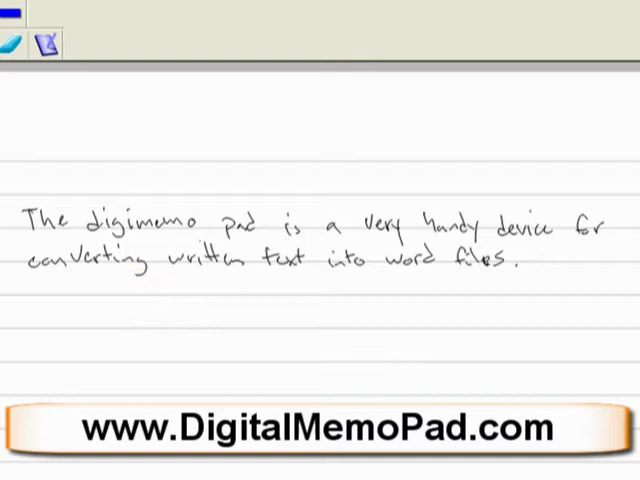 The digimemo pad is a very handy device for
converting written text into word files.
www.DigitalMemoPad.com